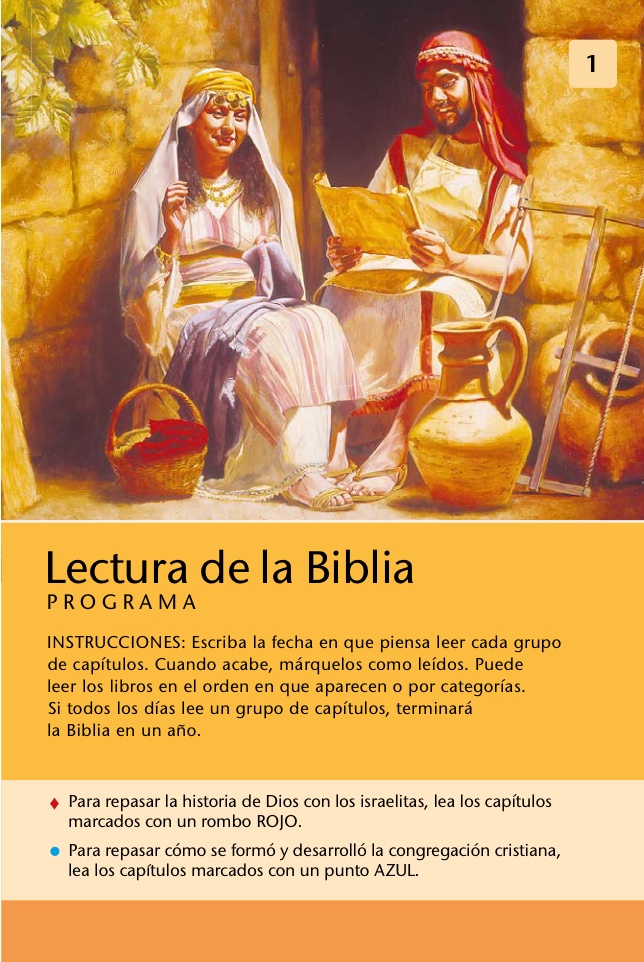 1
Lectura de la Biblia
PROGRAMA
INSTRUCCIONES: Escriba la fecha en que piensa leer cada grupo
de capítulos. Cuando acabe, márquelos como leídos. Puede
leer los libros en el orden en que aparecen o por categorías.
Si todos los días lee un grupo de capítulos, terminará
la Biblia en un año.
♦ Para repasar la historia de Dios con los israelitas, lea los capítulos
marcados con un rombo ROJO.
● Para repasar cómo se formó y desarrolló la congregación cristiana,
lea los capítulos marcados con un punto AZUL.